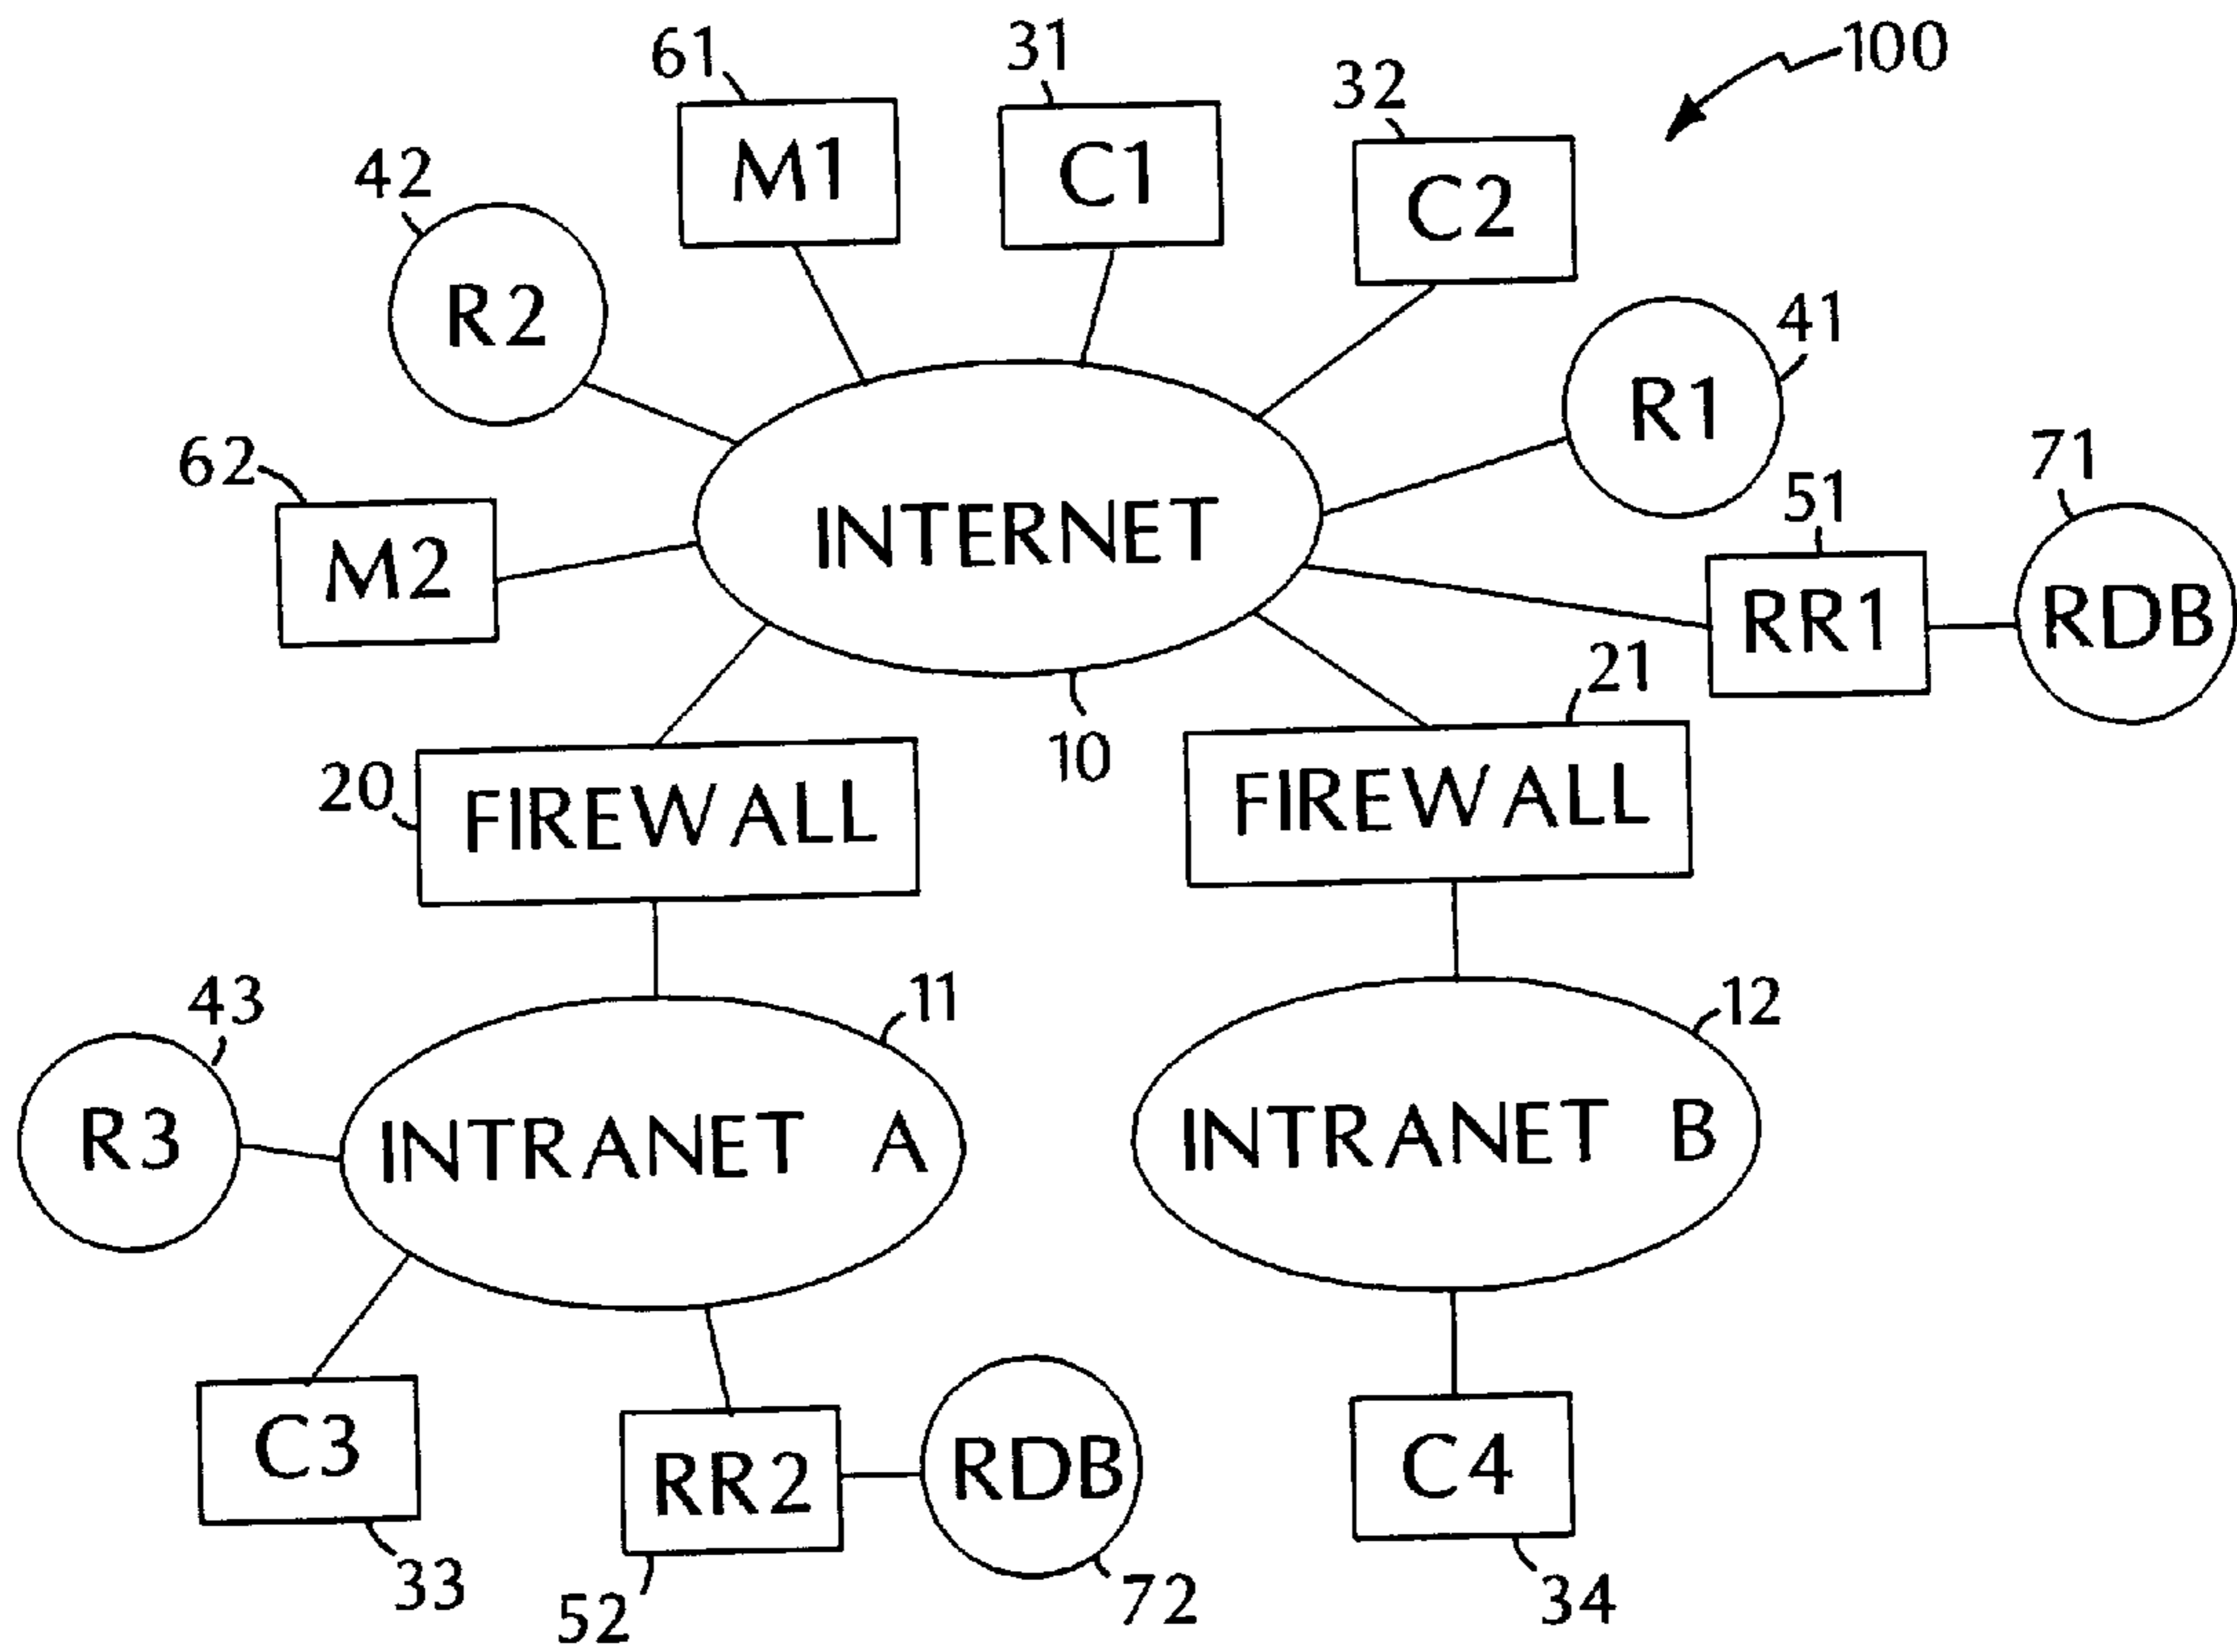 61
31
100
32
M1
C1
42
C2
R2
41
R1
71
62
51
INTERNET
M2
RR1
RDB
21
10
20
FIREWALL
FIREWALL
43
11
12
R3
INTRANET A
INTRANET B
C3
RR2
RDB
C4
33
52
72
34